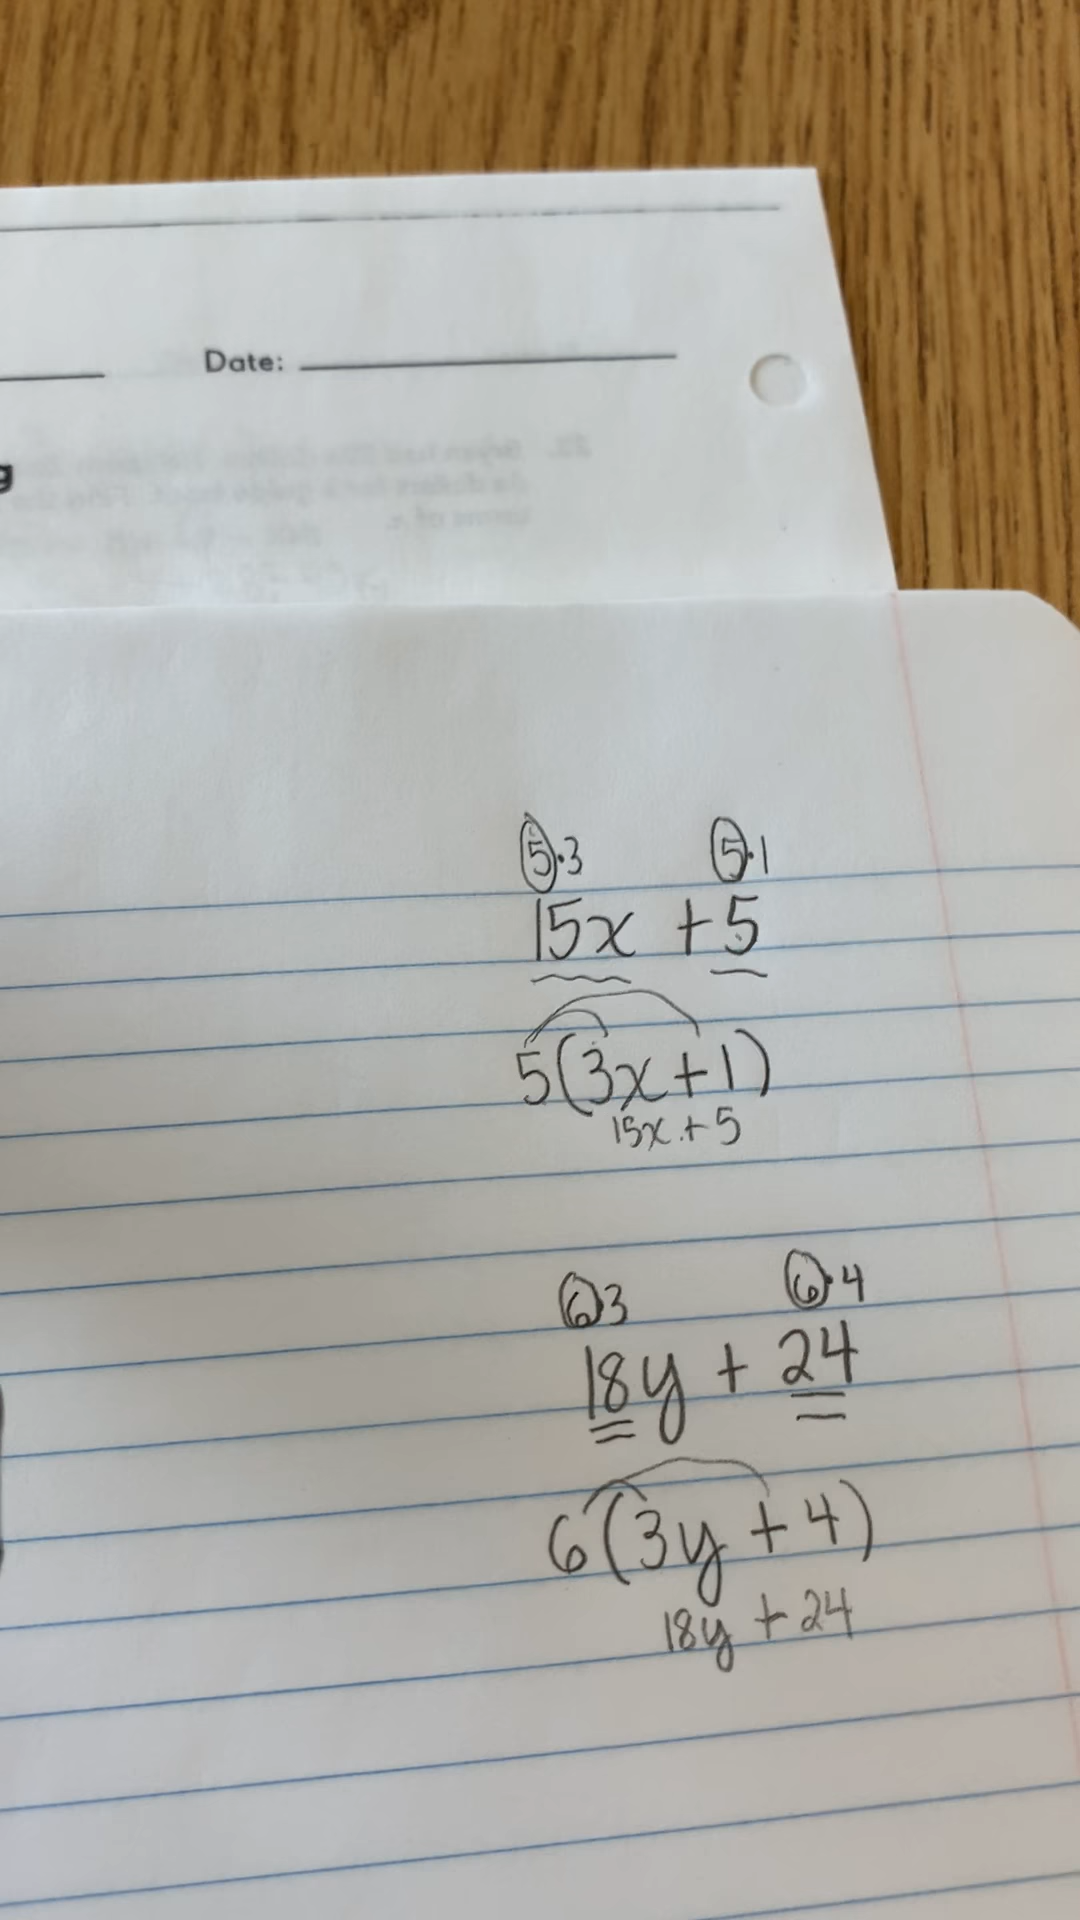 Date:
g
5·3 5·1
15x + 5
5(3x + 1)
15x + 5
6·3 6·4
18y + 24
6(3y + 4)
18y + 24